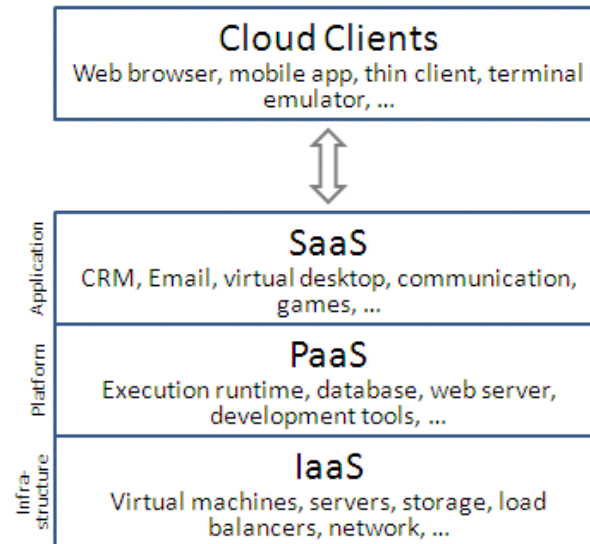 Cloud Clients
Web browser, mobile app, thin client, terminal
emulator, ...
Application
SaaS
CRM, Email, virtual desktop, communication,
games, ...
Platform
PaaS
Execution runtime, database, web server,
development tools, ...
Infra-
structure
IaaS
Virtual machines, servers, storage, load
balancers, network, ...